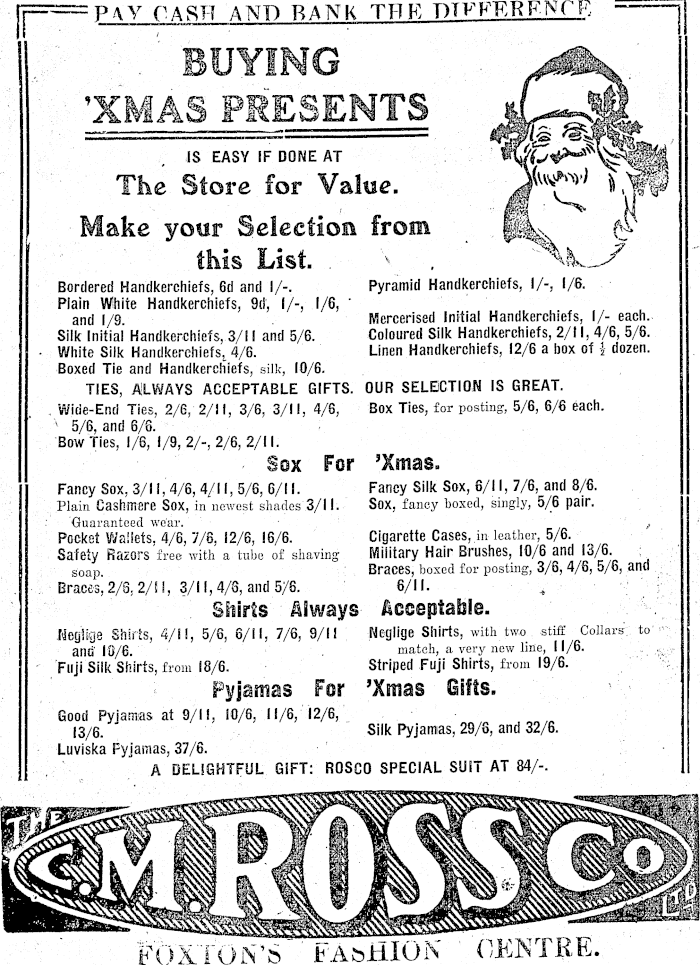 PAY CASH AND BANK THE DIFFERENCE
BUYING
'XMAS PRESENTS
IS EASY IF DONE AT
The Store for Value.
Make your Selection from
this List.
Bordered Handkerchiefs, 6d and 1/-.
Plain White Handkerchiefs, 9d, 1/-, 1/6,
and 1/9.
Silk Initial Handkerchiefs, 3/11 and 5/6.
White Silk Handkerchiefs, 4/6.
Boxed Tie and Handkerchiefs, silk, 10/6.
Pyramid Handkerchiefs, 1/-, 1/6.
Mercerised Initial Handkerchiefs, 1/- each.
Coloured Silk Handkerchiefs, 2/11, 4/6, 5/6.
Linen Handkerchiefs, 12/6 a box of ½ dozen.
TIES, ALWAYS ACCEPTABLE GIFTS. OUR SELECTION IS GREAT.
Wide-End Ties, 2/6, 2/11, 3/6, 3/11, 4/6,
5/6, and 6/6.
Bow Ties, 1/6, 1/9, 2/-, 2/6, 2/11.
Box Ties, for posting, 5/6, 6/6 each.
Sox For 'Xmas.
Fancy Sox, 3/11, 4/6, 4/11, 5/6, 6/11.
Plain Cashmere Sox, in newest shades 3/11.
Guaranteed wear.
Pocket Wallets, 4/6, 7/6, 12/6, 16/6.
Safety Razors free with a tube of shaving
soap.
Braces, 2/6, 2/11, 3/11, 4/6, and 5/6.
Fancy Silk Sox, 6/11, 7/6, and 8/6.
Sox, fancy boxed, singly, 5/6 pair.
Cigarette Cases, in leather, 5/6.
Military Hair Brushes, 10/6 and 13/6.
Braces, boxed for posting, 3/6, 4/6, 5/6, and
6/11.
Shirts Always Acceptable.
Neglige Shirts, 4/11, 5/6, 6/11, 7/6, 9/11
and 10/6.
Fuji Silk Shirts, from 18/6.
Neglige Shirts, with two stiff Collars to
match, a very new line, 11/6.
Striped Fuji Shirts, from 19/6.
Pyjamas For 'Xmas Gifts.
Good Pyjamas at 9/11, 10/6, 11/6, 12/6,
13/6.
Luviska Pyjamas, 37/6.
Silk Pyjamas, 29/6, and 32/6.
A DELIGHTFUL GIFT: ROSCO SPECIAL SUIT AT 84/-.
THE
C.M. ROSS Co
LTD
FOXTON'S FASHION CENTRE.